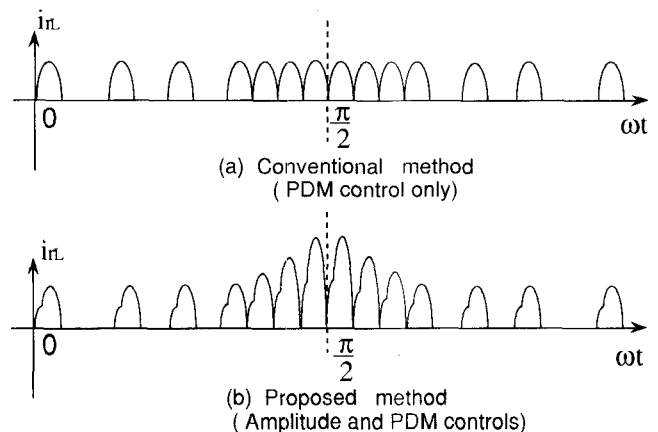 irL
0
π
2
ωt
(a) Conventional method
( PDM control only)
irL
0
π
2
ωt
(b) Proposed method
( Amplitude and PDM controls)